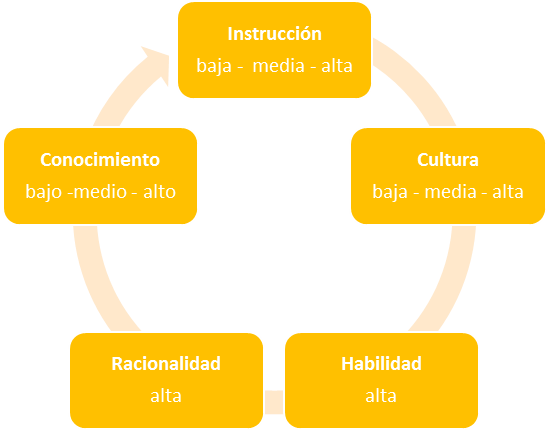 Instrucción
baja - media - alta
Cultura
baja - media - alta
Habilidad
alta
Racionalidad
alta
Conocimiento
bajo -medio - alto